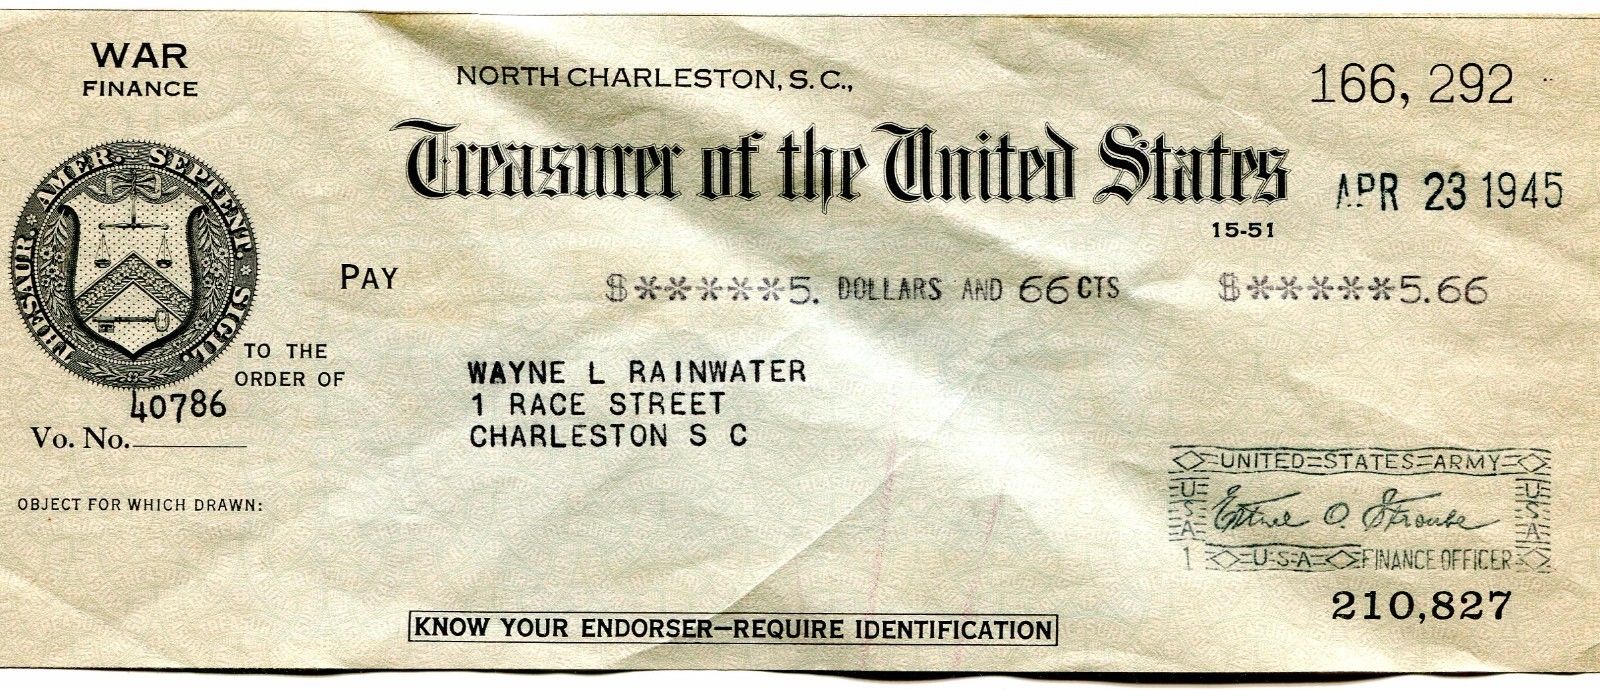 WAR
FINANCE
NORTH CHARLESTON, S. C.,
166, 292
Treasurer of the United States
APR 23 1945
15-51
THESAUR. AMER. SEPTENT. SIGIL.
PAY
$*****5. DOLLARS AND 66 CTS
$*****5.66
TO THE
ORDER OF
WAYNE L RAINWATER
1 RACE STREET
CHARLESTON S C
40786
Vo. No.
OBJECT FOR WHICH DRAWN:
UNITED=STATES=ARMY
USA
O. Strouse
USA
1
U-S-A
FINANCE OFFICER
210,827
KNOW YOUR ENDORSER—REQUIRE IDENTIFICATION